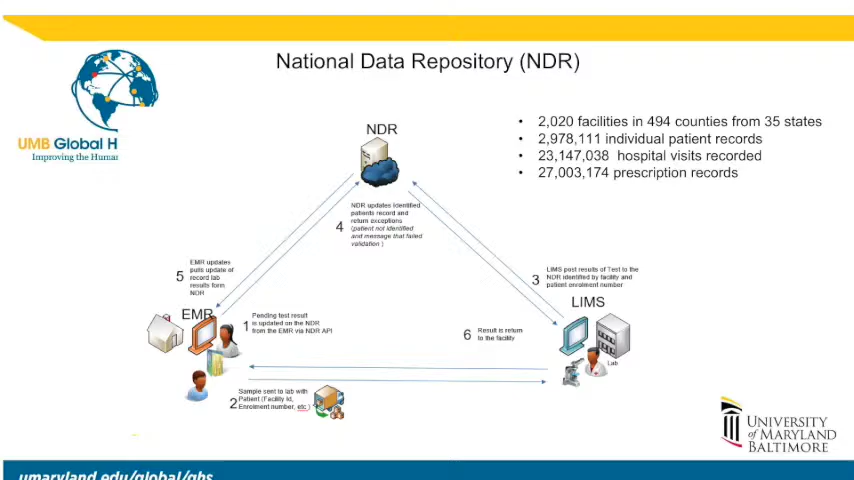 National Data Repository (NDR)
UMB Global H
Improving the Human
NDR
• 2,020 facilities in 494 counties from 35 states
• 2,978,111 individual patient records
• 23,147,038 hospital visits recorded
• 27,003,174 prescription records
4
NDR updates Identified
patients record and
return exceptions
(patient not identified
and message that failed
validation )
5
EMR updates
pulls update of
record lab
results form
NDR
3
LIMS post results of Test to the
NDR identified by facility and
patient enrolment number
EMR
LIMS
1
Pending test result
is updated on the NDR
from the EMR via NDR API
6
Result is return
to the facility
Lab
2
Sample sent to lab with
Patient (Facility Id,
Enrolment number, etc )
UNIVERSITY
of MARYLAND
BALTIMORE
umaryland.edu/global/ghs